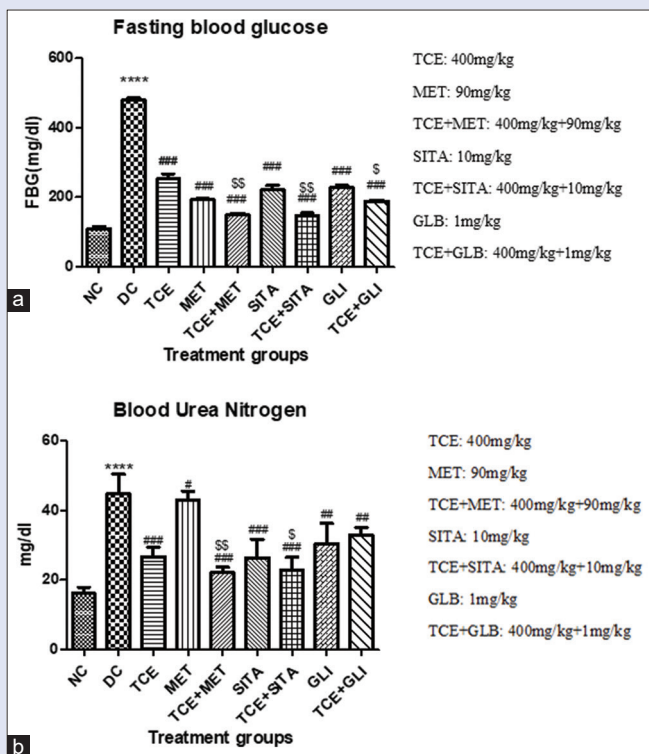 Fasting blood glucose
600
400
200
0
FBG(mg/dl)
****
###
###
$$
###
###
$$
###
###
$
###
NC
DC
TCE
MET
TCE+MET
SITA
TCE+SITA
GLI
TCE+GLI
Treatment groups
TCE: 400mg/kg
MET: 90mg/kg
TCE+MET: 400mg/kg+90mg/kg
SITA: 10mg/kg
TCE+SITA: 400mg/kg+10mg/kg
GLB: 1mg/kg
TCE+GLB: 400mg/kg+1mg/kg
a
Blood Urea Nitrogen
60
40
20
0
mg/dl
****
###
#
$$
###
###
$
###
##
##
NC
DC
TCE
MET
TCE+MET
SITA
TCE+SITA
GLI
TCE+GLI
Treatment groups
TCE: 400mg/kg
MET: 90mg/kg
TCE+MET: 400mg/kg+90mg/kg
SITA: 10mg/kg
TCE+SITA: 400mg/kg+10mg/kg
GLB: 1mg/kg
TCE+GLB: 400mg/kg+1mg/kg
b